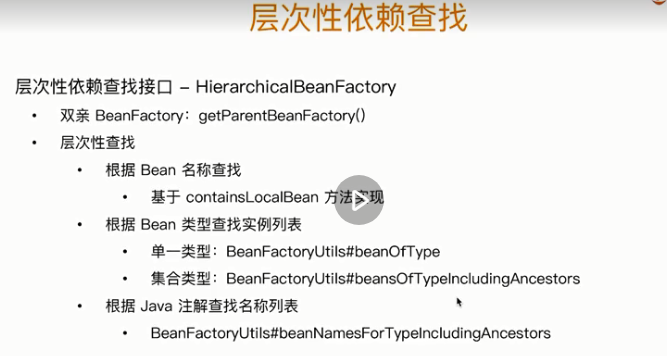 层次性依赖查找
层次性依赖查找接口 - HierarchicalBeanFactory
• 双亲 BeanFactory：getParentBeanFactory()
• 层次性查找
• 根据 Bean 名称查找
• 基于 containsLocalBean 方法实现
• 根据 Bean 类型查找实例列表
• 单一类型：BeanFactoryUtils#beanOfType
• 集合类型：BeanFactoryUtils#beansOfTypeIncludingAncestors
• 根据 Java 注解查找名称列表
• BeanFactoryUtils#beanNamesForTypeIncludingAncestors